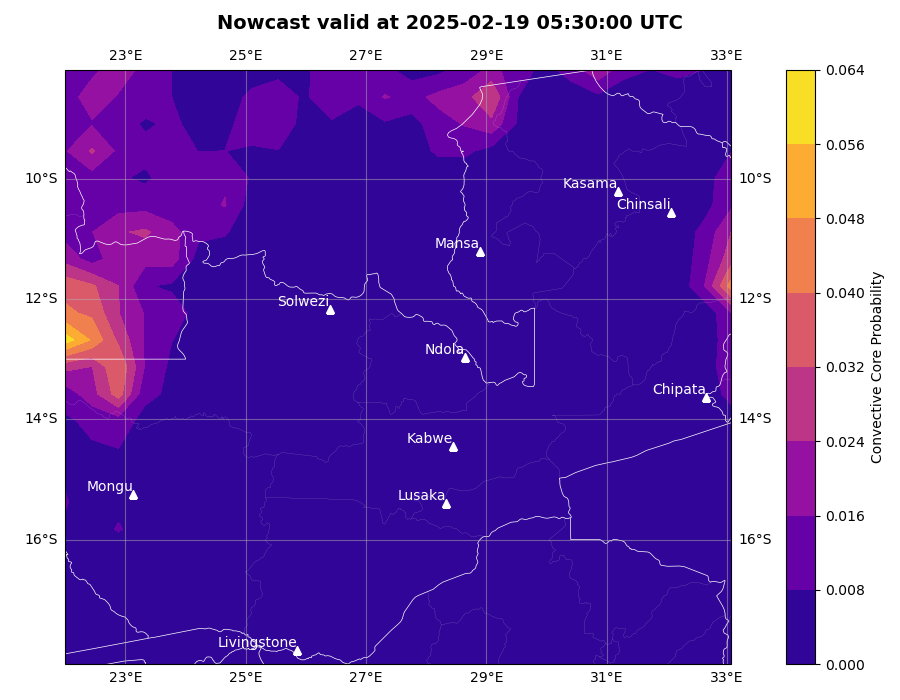 Nowcast valid at 2025-02-19 05:30:00 UTC
23°E 25°E 27°E 29°E 31°E 33°E
0.064
0.056
0.048
0.040
0.032
0.024
0.016
0.008
0.000
Convective Core Probability
10°S 10°S
12°S 12°S
14°S 14°S
16°S 16°S
Kasama
Chinsali
Mansa
Solwezi
Ndola
Chipata
Kabwe
Mongu
Lusaka
Livingstone
23°E 25°E 27°E 29°E 31°E 33°E